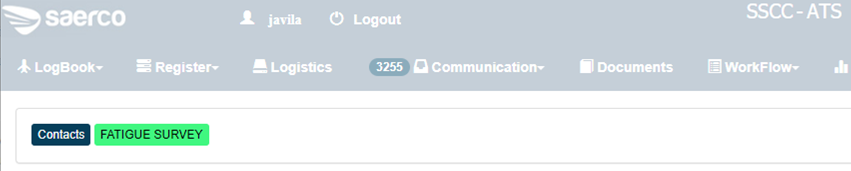 saerco javila Logout SSCC - ATS
LogBook Register Logistics 3255 Communication Documents WorkFlow
Contacts FATIGUE SURVEY